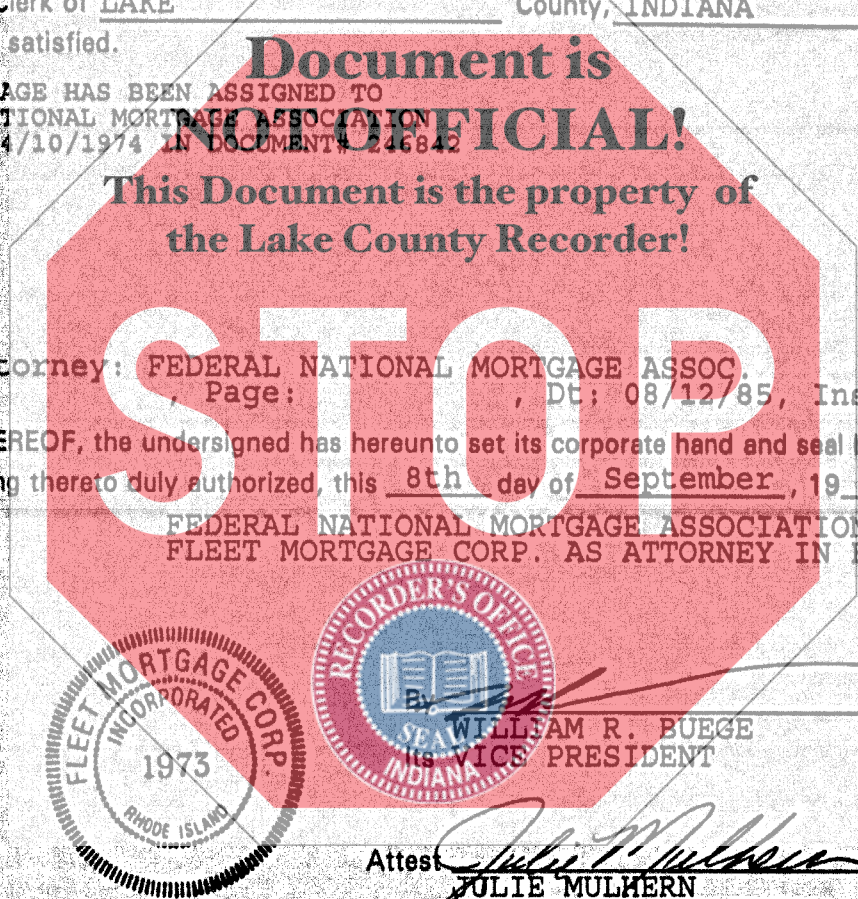 Clerk of LAKE County, INDIANA
satisfied.
Document is
AGE HAS BEEN ASSIGNED TO
TIONAL MORTGAGE ASSOCIATION
NOT OFFICIAL!
4/10/1974 IN DOCUMENT# 246842
This Document is the property of
the Lake County Recorder!
STOP
torney: FEDERAL NATIONAL MORTGAGE ASSOC.
, Page: , Dt; 08/12/85, Ins
EREOF, the undersigned has hereunto set its corporate hand and seal
ng thereto duly authorized, this 8th day of September, 19
FEDERAL NATIONAL MORTGAGE ASSOCIATION
FLEET MORTGAGE CORP. AS ATTORNEY IN
RECORDER'S OFFICE
SEAL
INDIANA
FLEET MORTGAGE CORP.
INCORPORATED
1973
RHODE ISLAND
By
WILLIAM R. BUEGE
Its VICE PRESIDENT
Attest Julie Mulhern
JULIE MULHERN